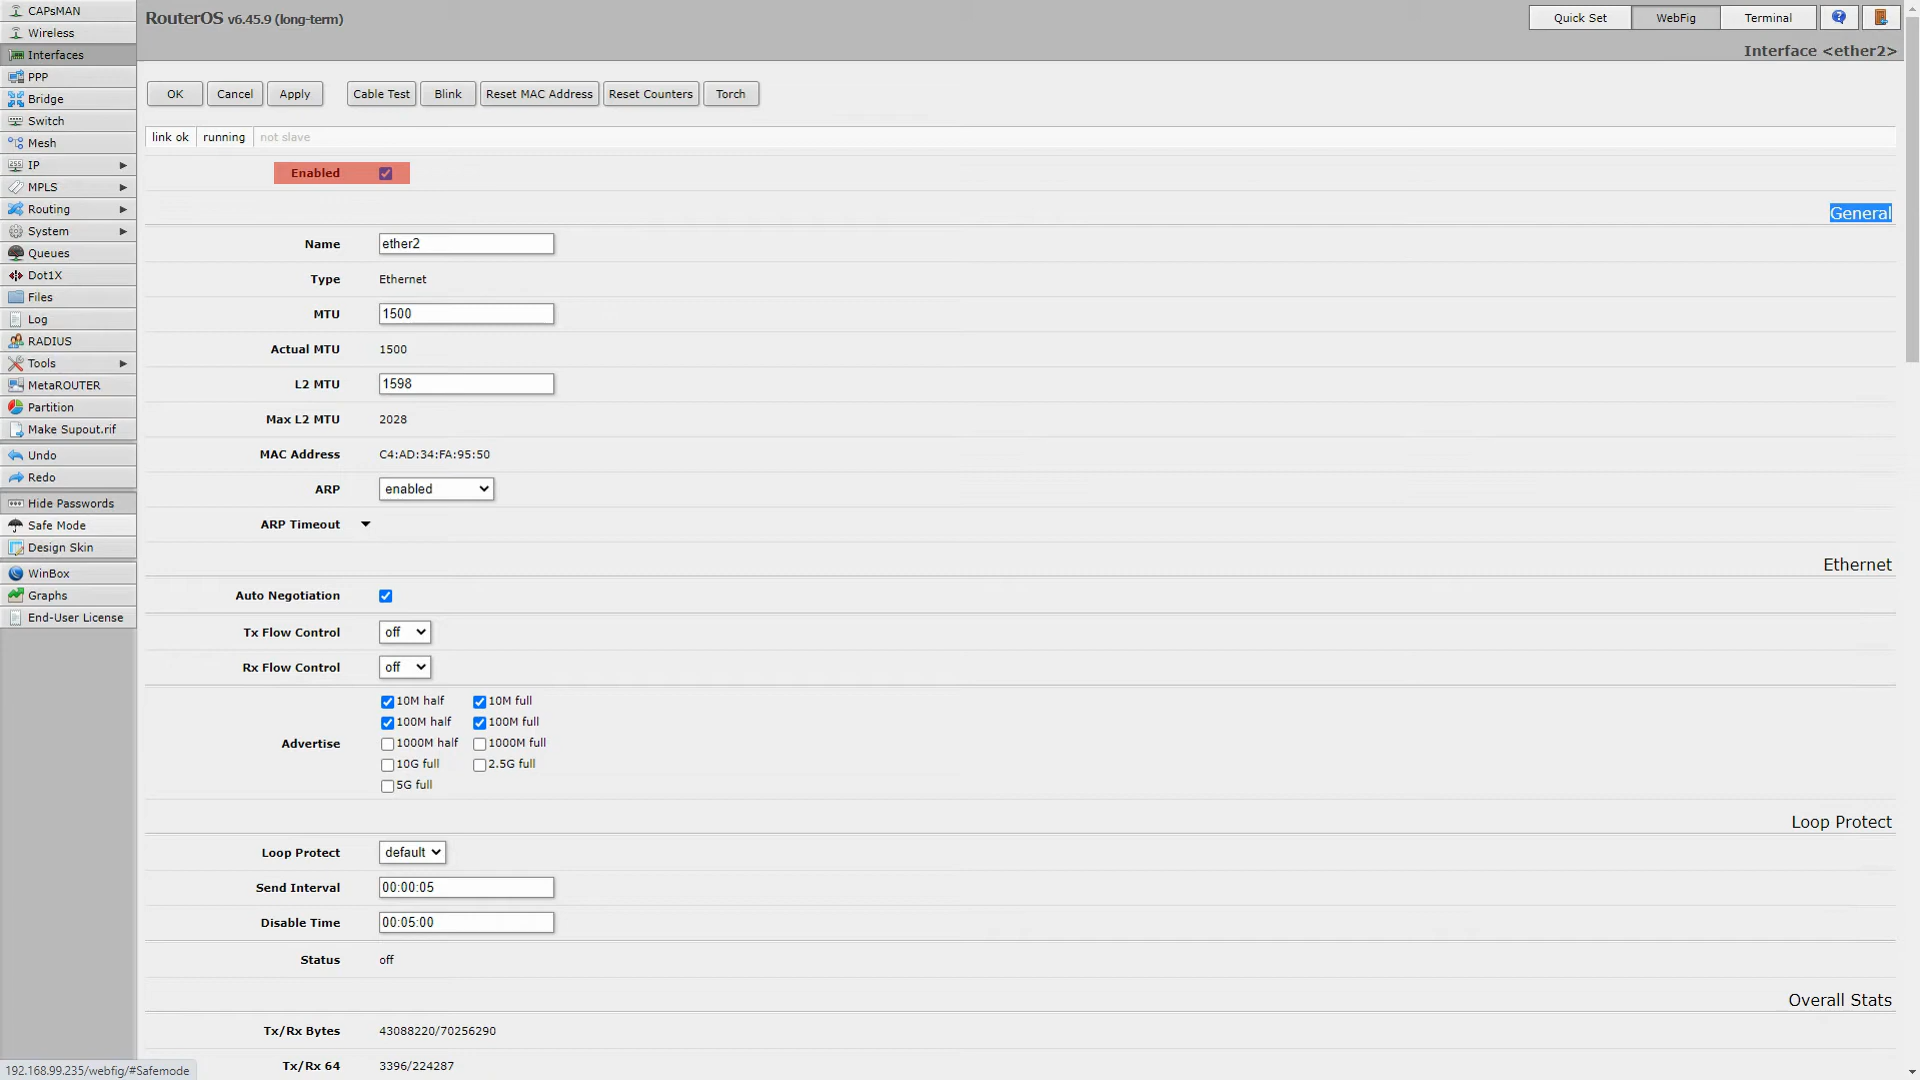 CAPsMAN
Wireless
Interfaces
PPP
Bridge
Switch
Mesh
IP
MPLS
Routing
System
Queues
Dot1X
Files
Log
RADIUS
Tools
MetaROUTER
Partition
Make Supout.rif
Undo
Redo
Hide Passwords
Safe Mode
Design Skin
WinBox
Graphs
End-User License
RouterOS v6.45.9 (long-term)
Quick Set WebFig Terminal
Interface <ether2>
OK Cancel Apply Cable Test Blink Reset MAC Address Reset Counters Torch
link ok running not slave
Enabled
General
Name ether2
Type Ethernet
MTU 1500
Actual MTU 1500
L2 MTU 1598
Max L2 MTU 2028
MAC Address C4:AD:34:FA:95:50
ARP enabled
ARP Timeout
Ethernet
Auto Negotiation
Tx Flow Control off
Rx Flow Control off
Advertise
10M half 10M full
100M half 100M full
1000M half 1000M full
10G full 2.5G full
5G full
Loop Protect
Loop Protect default
Send Interval 00:00:05
Disable Time 00:05:00
Status off
Overall Stats
Tx/Rx Bytes 43088220/70256290
Tx/Rx 64 3396/224287
192.168.99.235/webfig/#Safemode